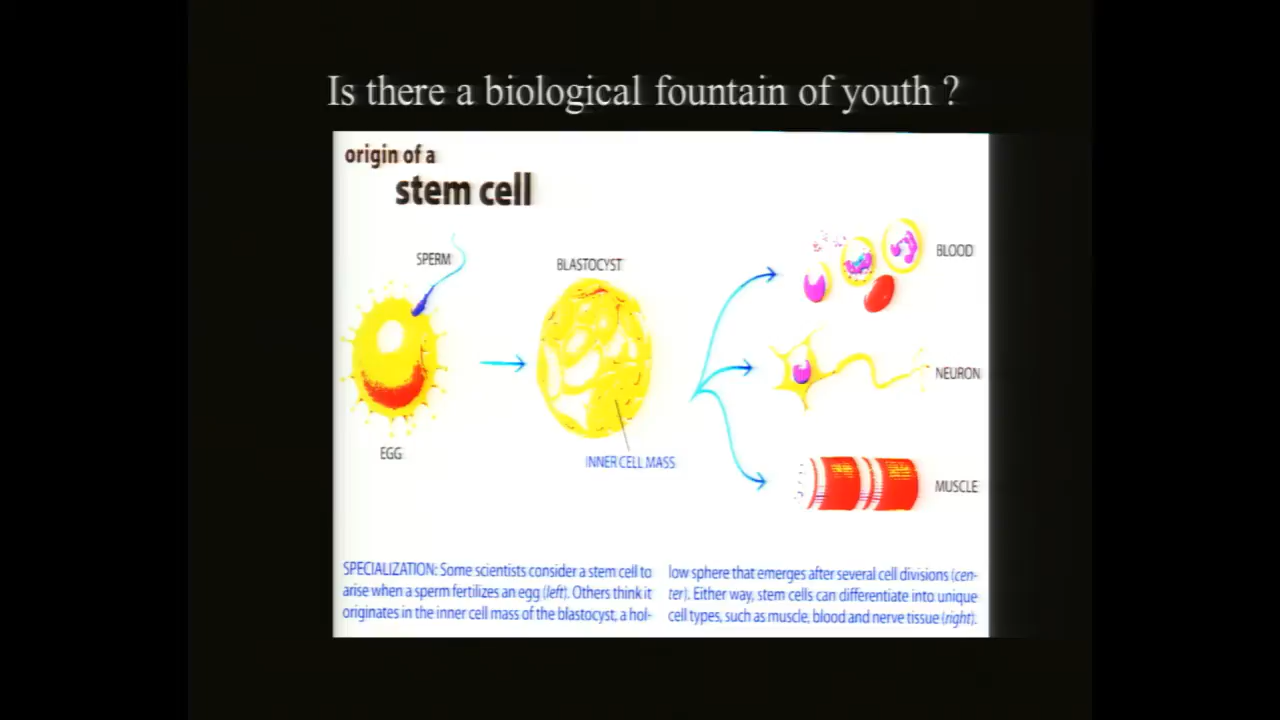 Is there a biological fountain of youth ?
origin of a
stem cell
SPERM
BLASTOCYST
BLOOD
NEURON
EGG
INNER CELL MASS
MUSCLE
SPECIALIZATION: Some scientists consider a stem cell to
arise when a sperm fertilizes an egg (left). Others think it
originates in the inner cell mass of the blastocyst, a hol-
low sphere that emerges after several cell divisions (cen-
ter). Either way, stem cells can differentiate into unique
cell types, such as muscle, blood and nerve tissue (right).